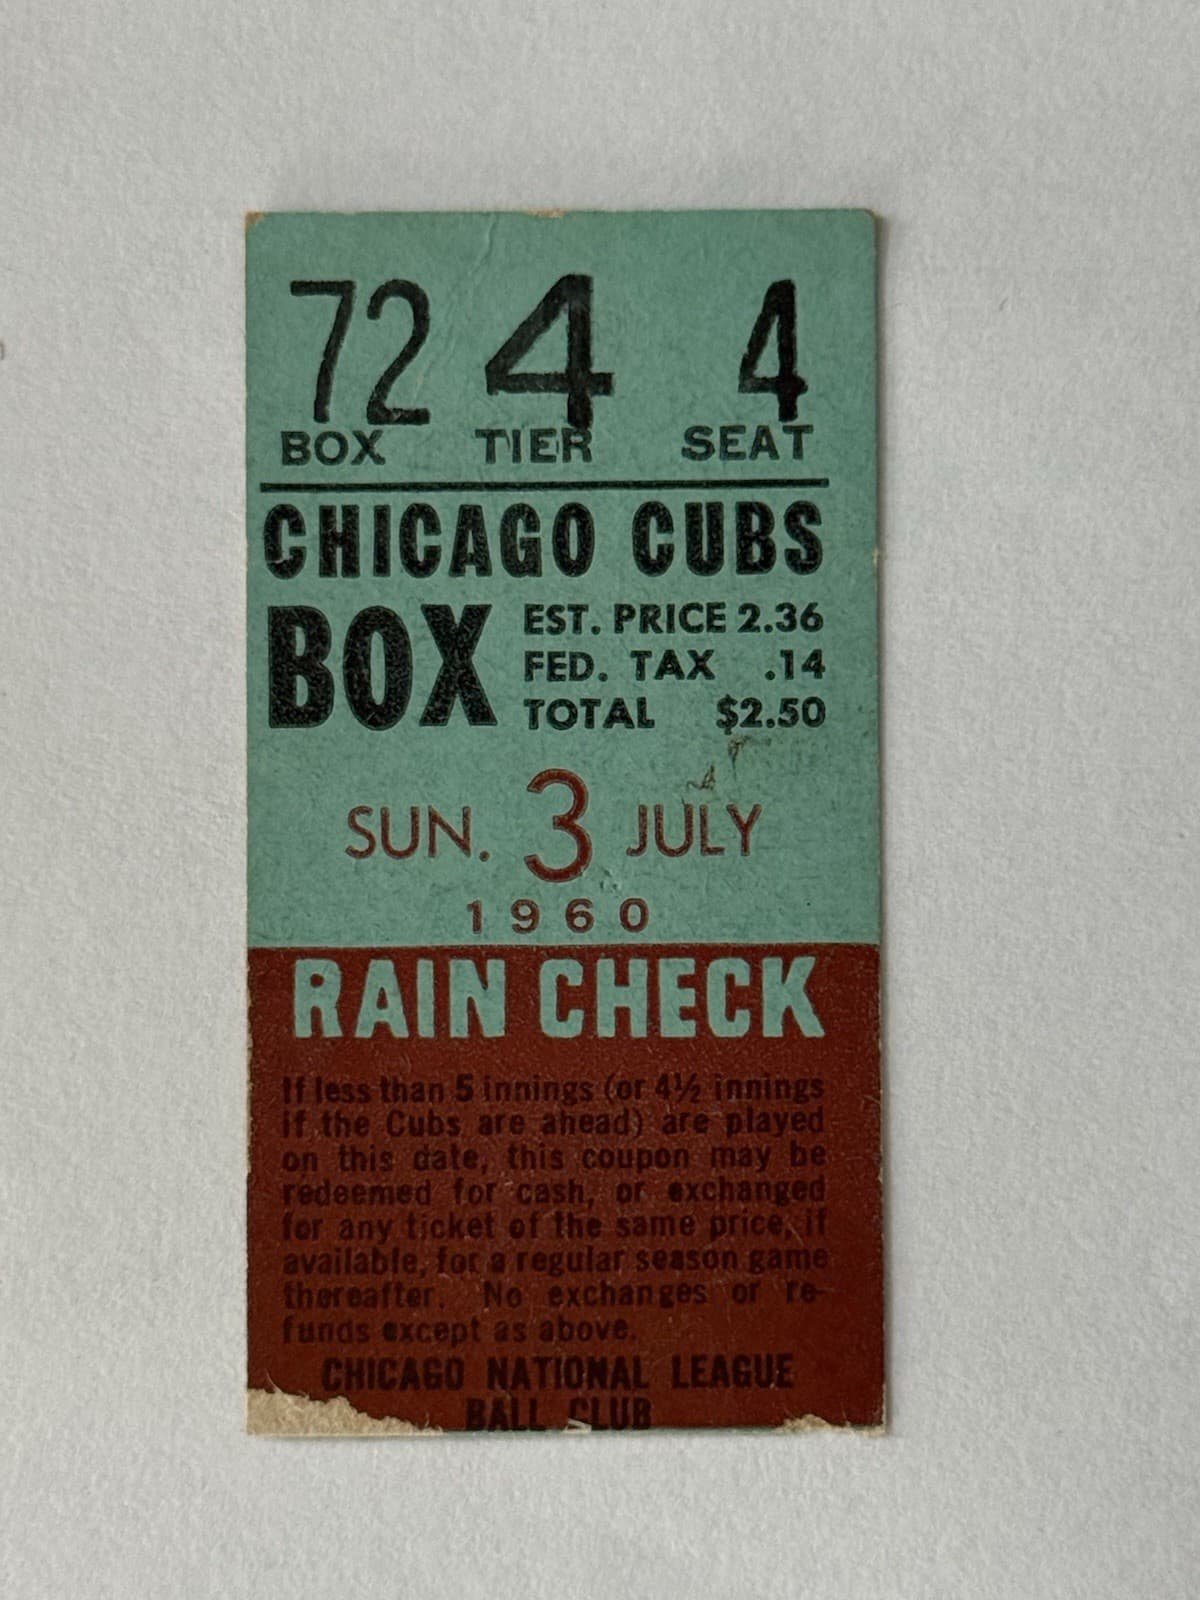 72 4 4
BOX TIER SEAT
CHICAGO CUBS
BOX
EST. PRICE 2.36
FED. TAX .14
TOTAL $2.50
SUN. 3 JULY
1960
RAIN CHECK
If less than 5 innings (or 4½ innings
if the Cubs are ahead) are played
on this date, this coupon may be
redeemed for cash, or exchanged
for any ticket of the same price, if
available, for a regular season game
thereafter. No exchanges or re-
funds except as above.
CHICAGO NATIONAL LEAGUE
BALL CLUB